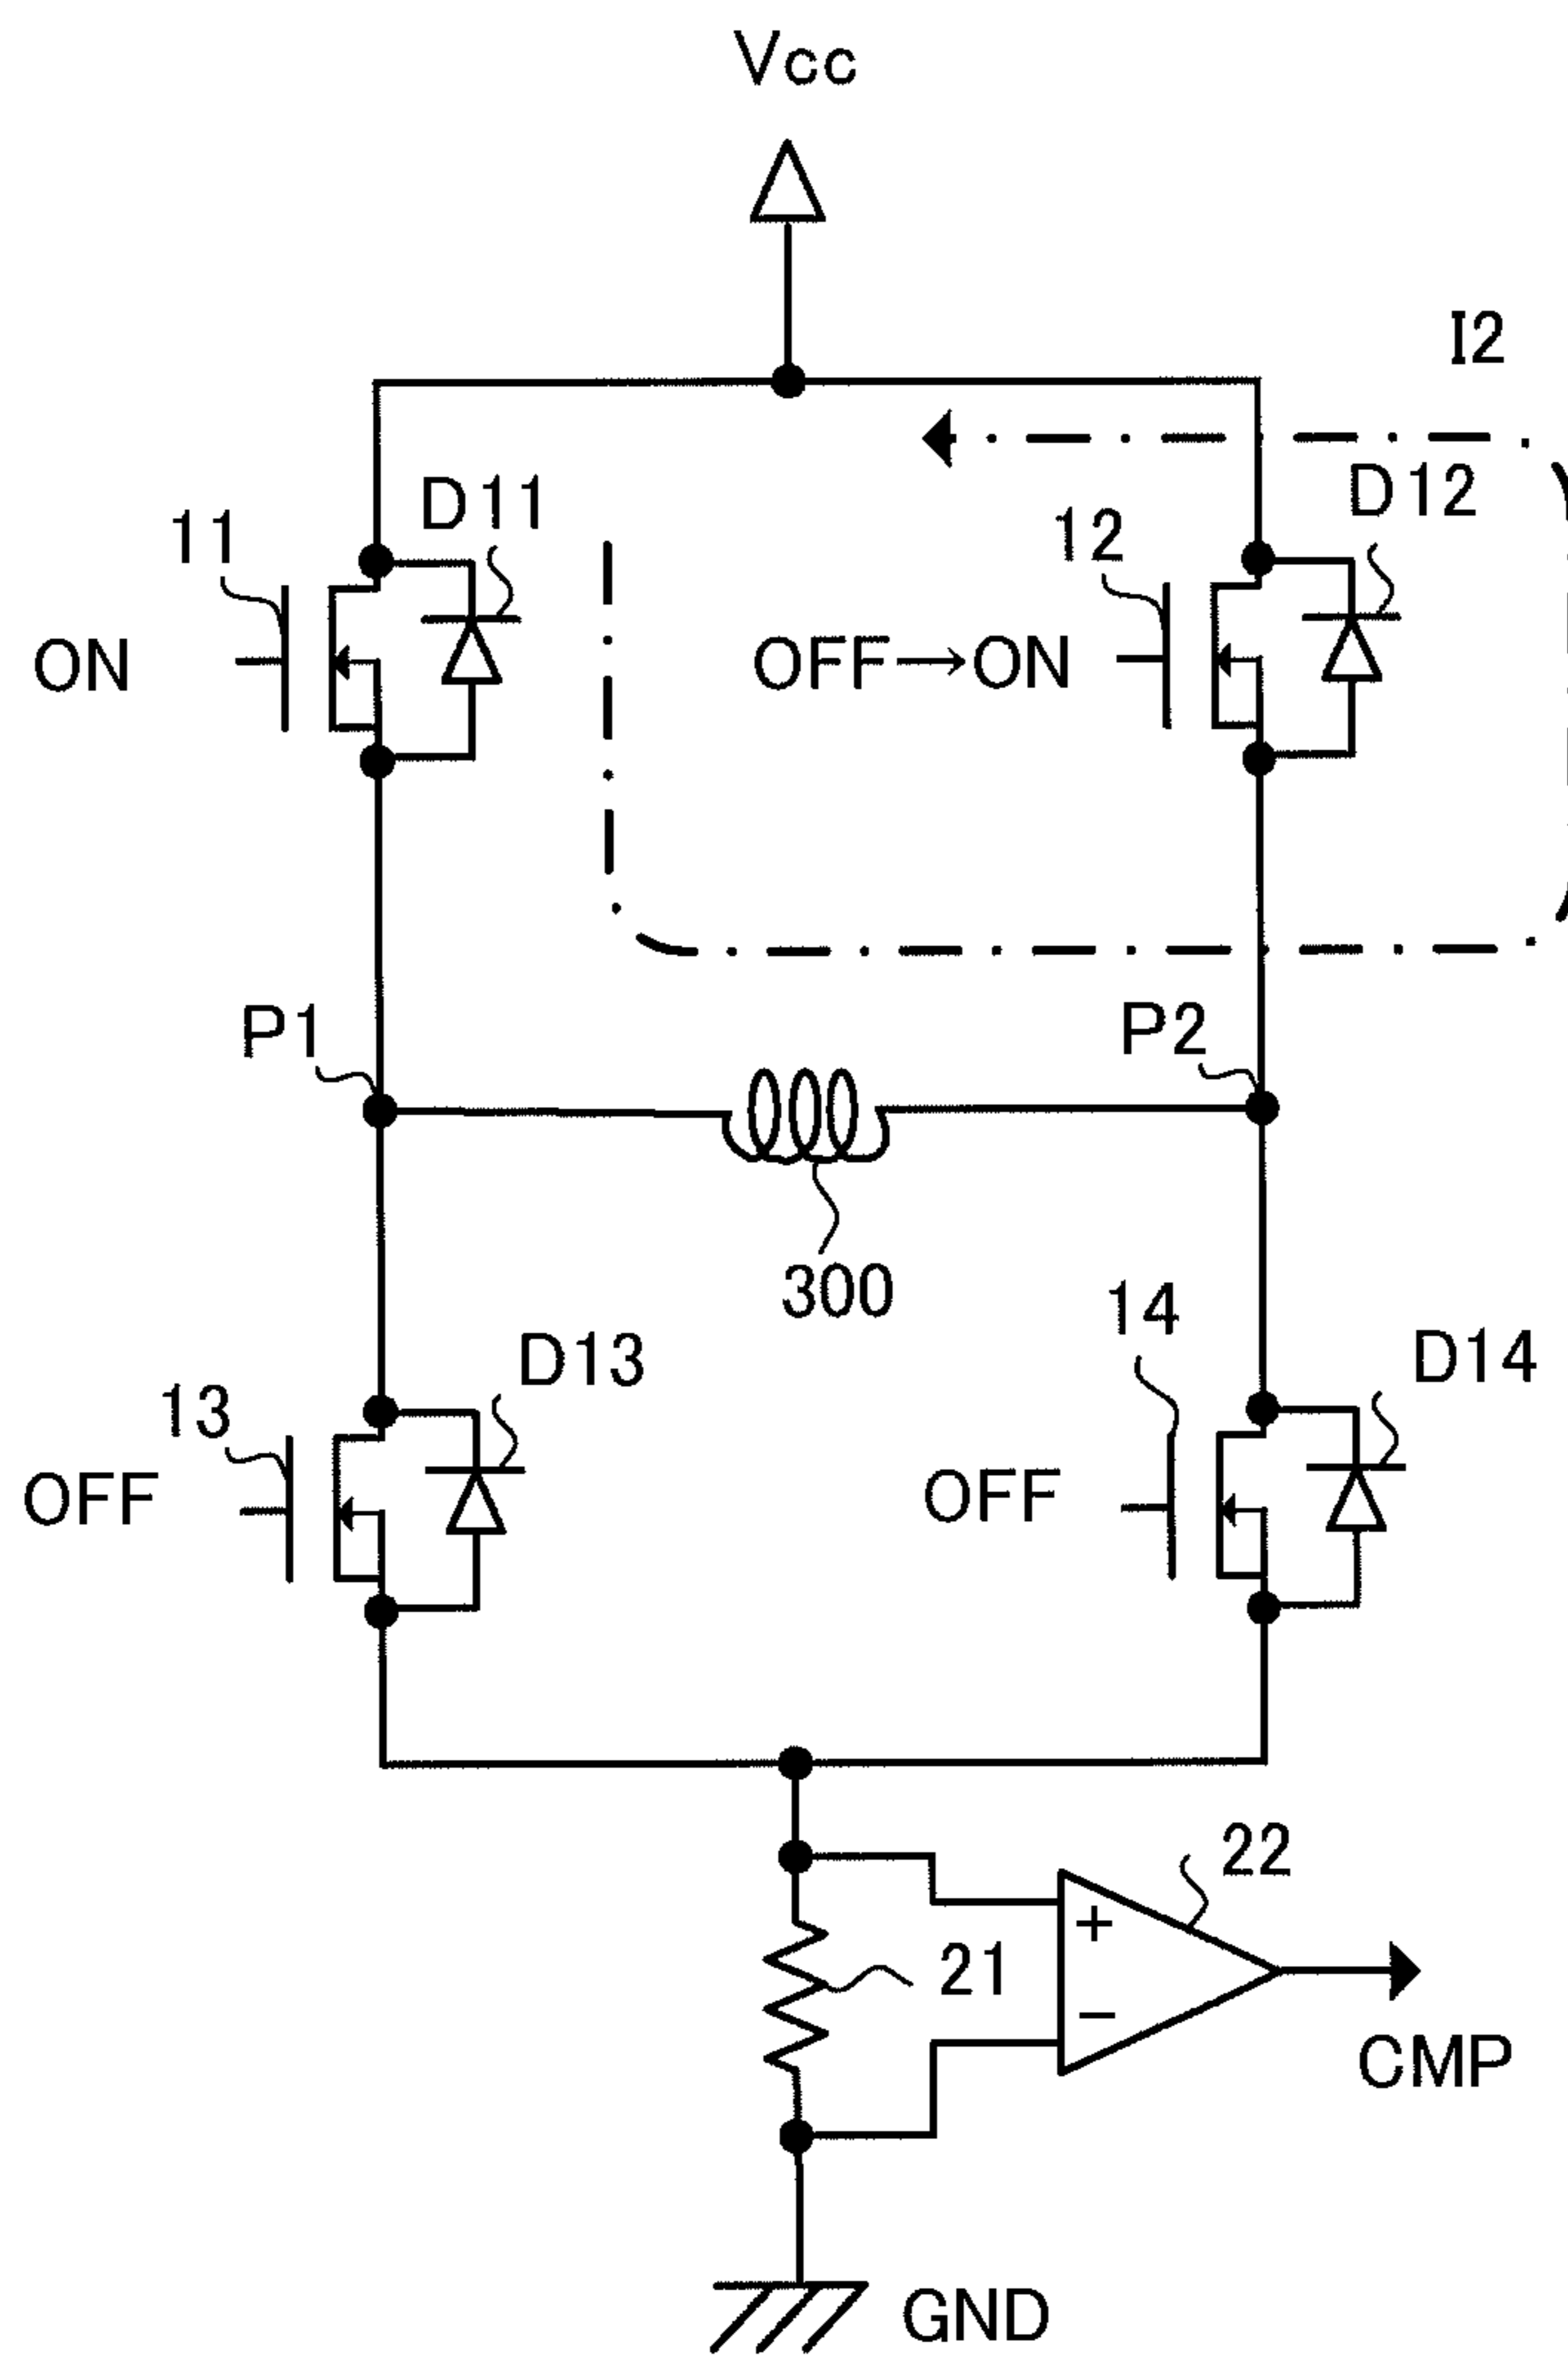 Vcc
I2
D11
D12
11
12
ON
OFF→ON
P1
P2
300
14
D13
D14
13
OFF
OFF
22
+
21
−
CMP
GND